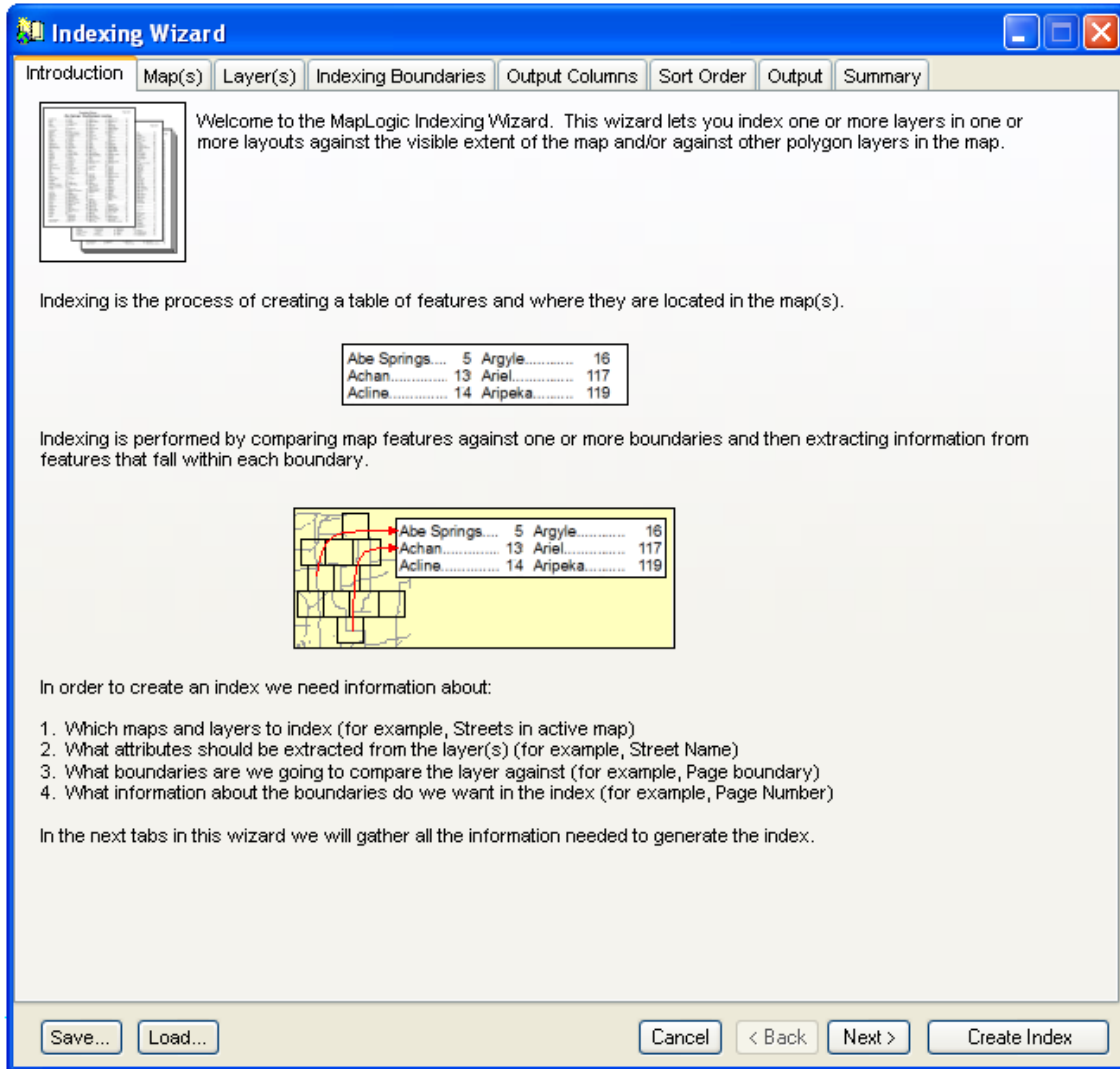 Indexing Wizard
Introduction Map(s) Layer(s) Indexing Boundaries Output Columns Sort Order Output Summary
Welcome to the MapLogic Indexing Wizard. This wizard lets you index one or more layers in one or
more layouts against the visible extent of the map and/or against other polygon layers in the map.
Indexing is the process of creating a table of features and where they are located in the map(s).
Abe Springs.... 5 Argyle............ 16
Achan.............. 13 Ariel............... 117
Acline............... 14 Aripeka.......... 119
Indexing is performed by comparing map features against one or more boundaries and then extracting information from
features that fall within each boundary.
Abe Springs.... 5 Argyle............ 16
Achan.............. 13 Ariel............... 117
Acline............... 14 Aripeka.......... 119
In order to create an index we need information about:
1. Which maps and layers to index (for example, Streets in active map)
2. What attributes should be extracted from the layer(s) (for example, Street Name)
3. What boundaries are we going to compare the layer against (for example, Page boundary)
4. What information about the boundaries do we want in the index (for example, Page Number)
In the next tabs in this wizard we will gather all the information needed to generate the index.
Save... Load... Cancel < Back Next > Create Index